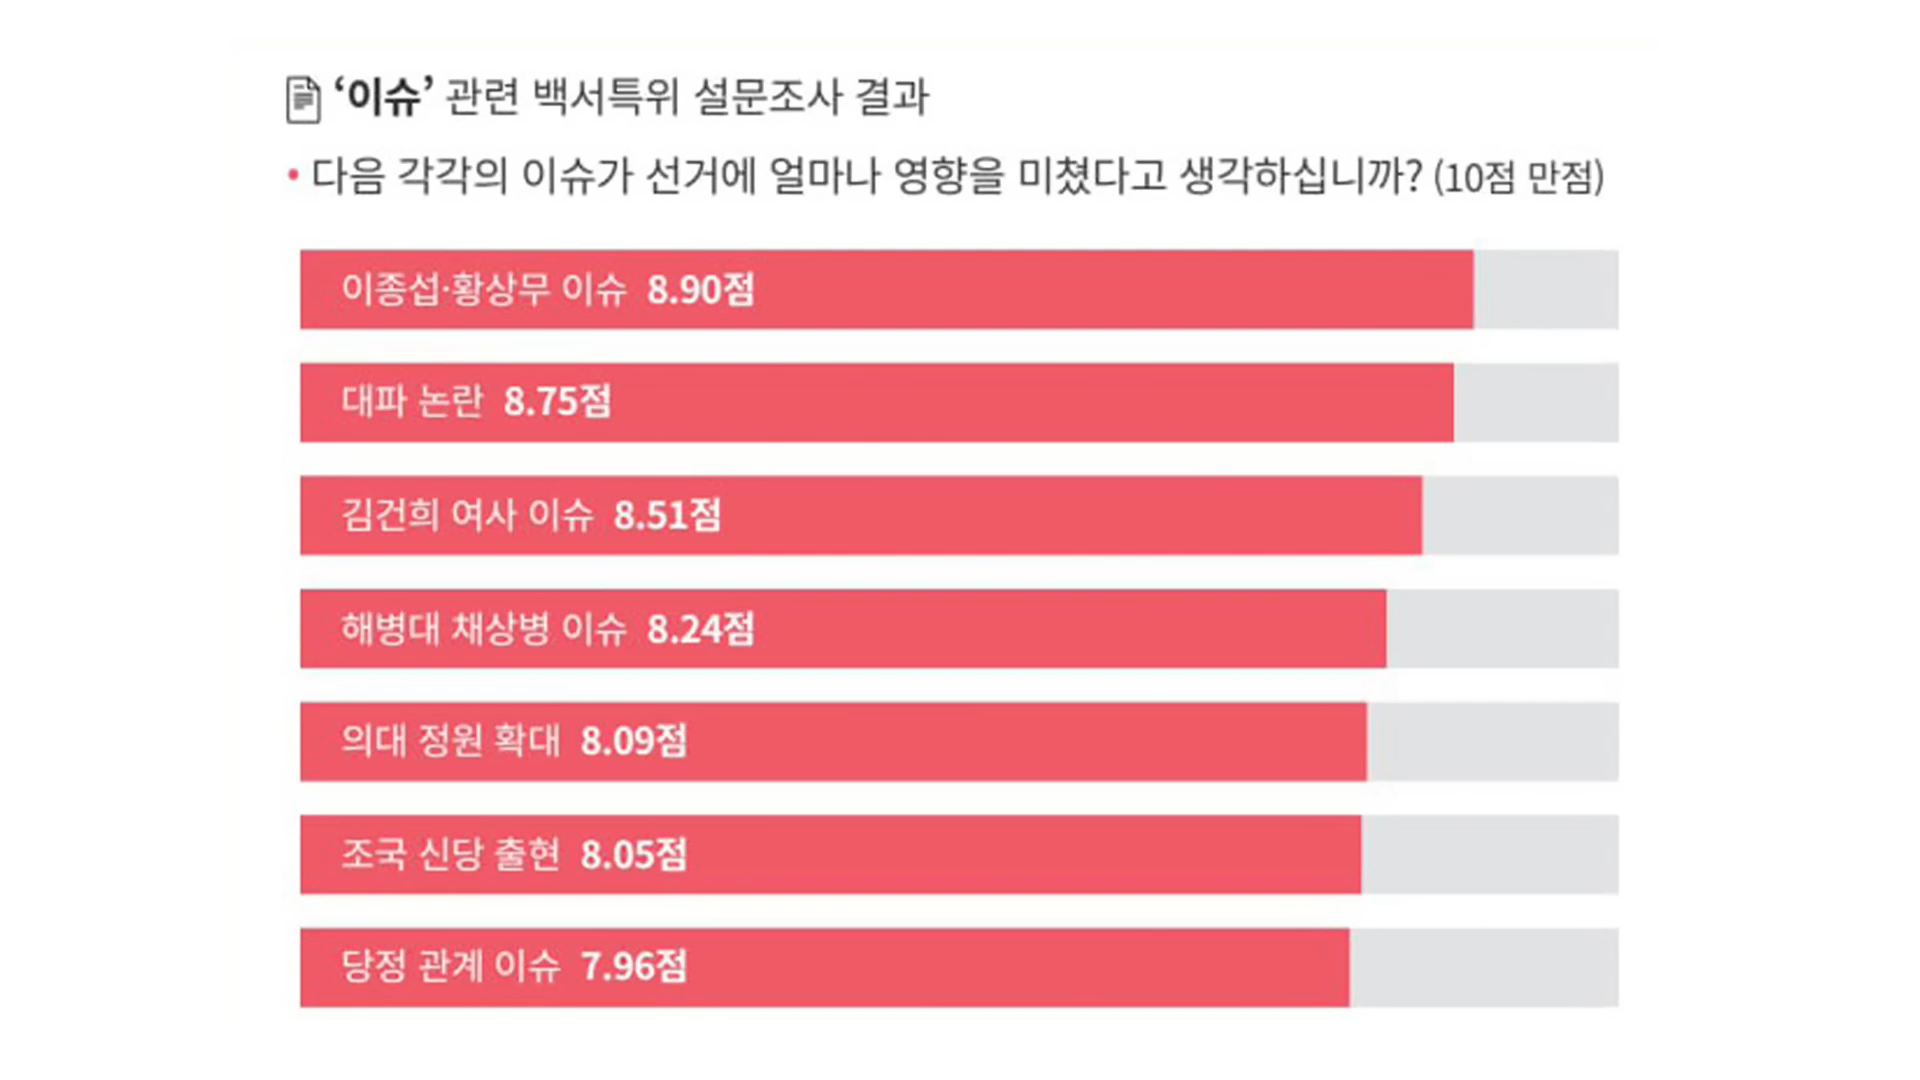 ‘이슈’ 관련 백서특위 설문조사 결과
• 다음 각각의 이슈가 선거에 얼마나 영향을 미쳤다고 생각하십니까? (10점 만점)
이종섭·황상무 이슈 8.90점
대파 논란 8.75점
김건희 여사 이슈 8.51점
해병대 채상병 이슈 8.24점
의대 정원 확대 8.09점
조국 신당 출현 8.05점
당정 관계 이슈 7.96점